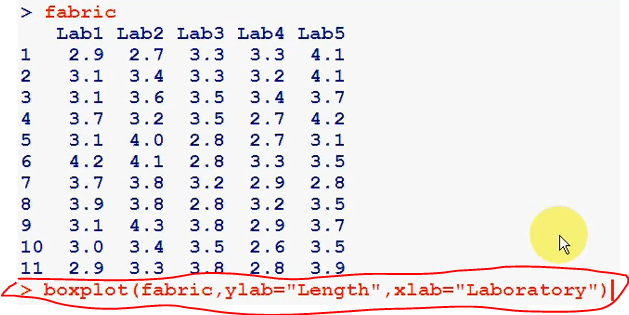 > fabric
Lab1 Lab2 Lab3 Lab4 Lab5
1 2.9 2.7 3.3 3.3 4.1
2 3.1 3.4 3.3 3.2 4.1
3 3.1 3.6 3.5 3.4 3.7
4 3.7 3.2 3.5 2.7 4.2
5 3.1 4.0 2.8 2.7 3.1
6 4.2 4.1 2.8 3.3 3.5
7 3.7 3.8 3.2 2.9 2.8
8 3.9 3.8 2.8 3.2 3.5
9 3.1 4.3 3.8 2.9 3.7
10 3.0 3.4 3.5 2.6 3.5
11 2.9 3.3 3.8 2.8 3.9
> boxplot(fabric,ylab="Length",xlab="Laboratory")